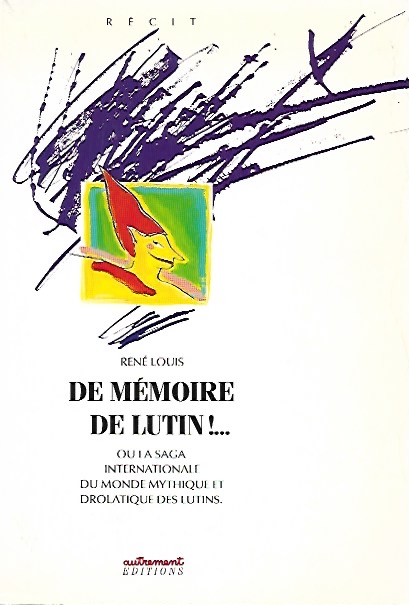 RÉCIT
RENÉ LOUIS
DE MÉMOIRE
DE LUTIN!...
OU LA SAGA
INTERNATIONALE
DU MONDE MYTHIQUE ET
DROLATIQUE DES LUTINS.
autrement
EDITIONS